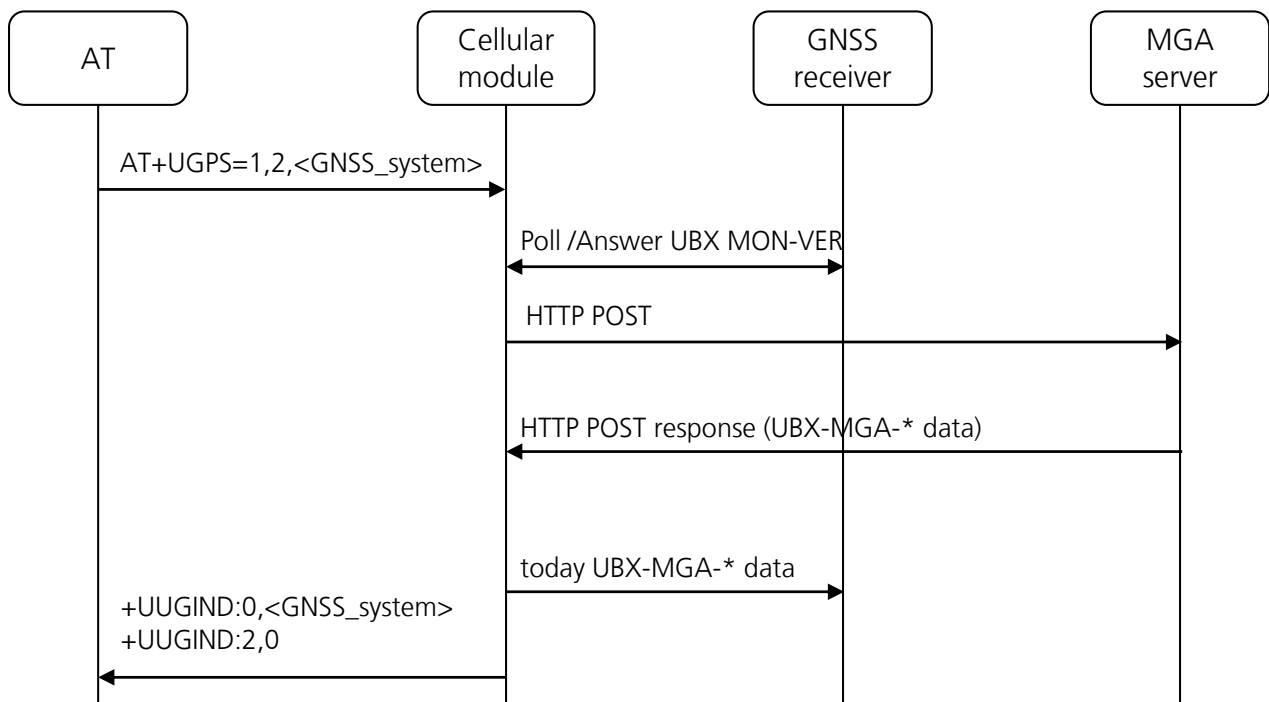 AT
Cellular
module
GNSS
receiver
MGA
server
AT+UGPS=1,2,<GNSS_system>
Poll /Answer UBX MON-VER
HTTP POST
HTTP POST response (UBX-MGA-* data)
today UBX-MGA-* data
+UUGIND:0,<GNSS_system>
+UUGIND:2,0